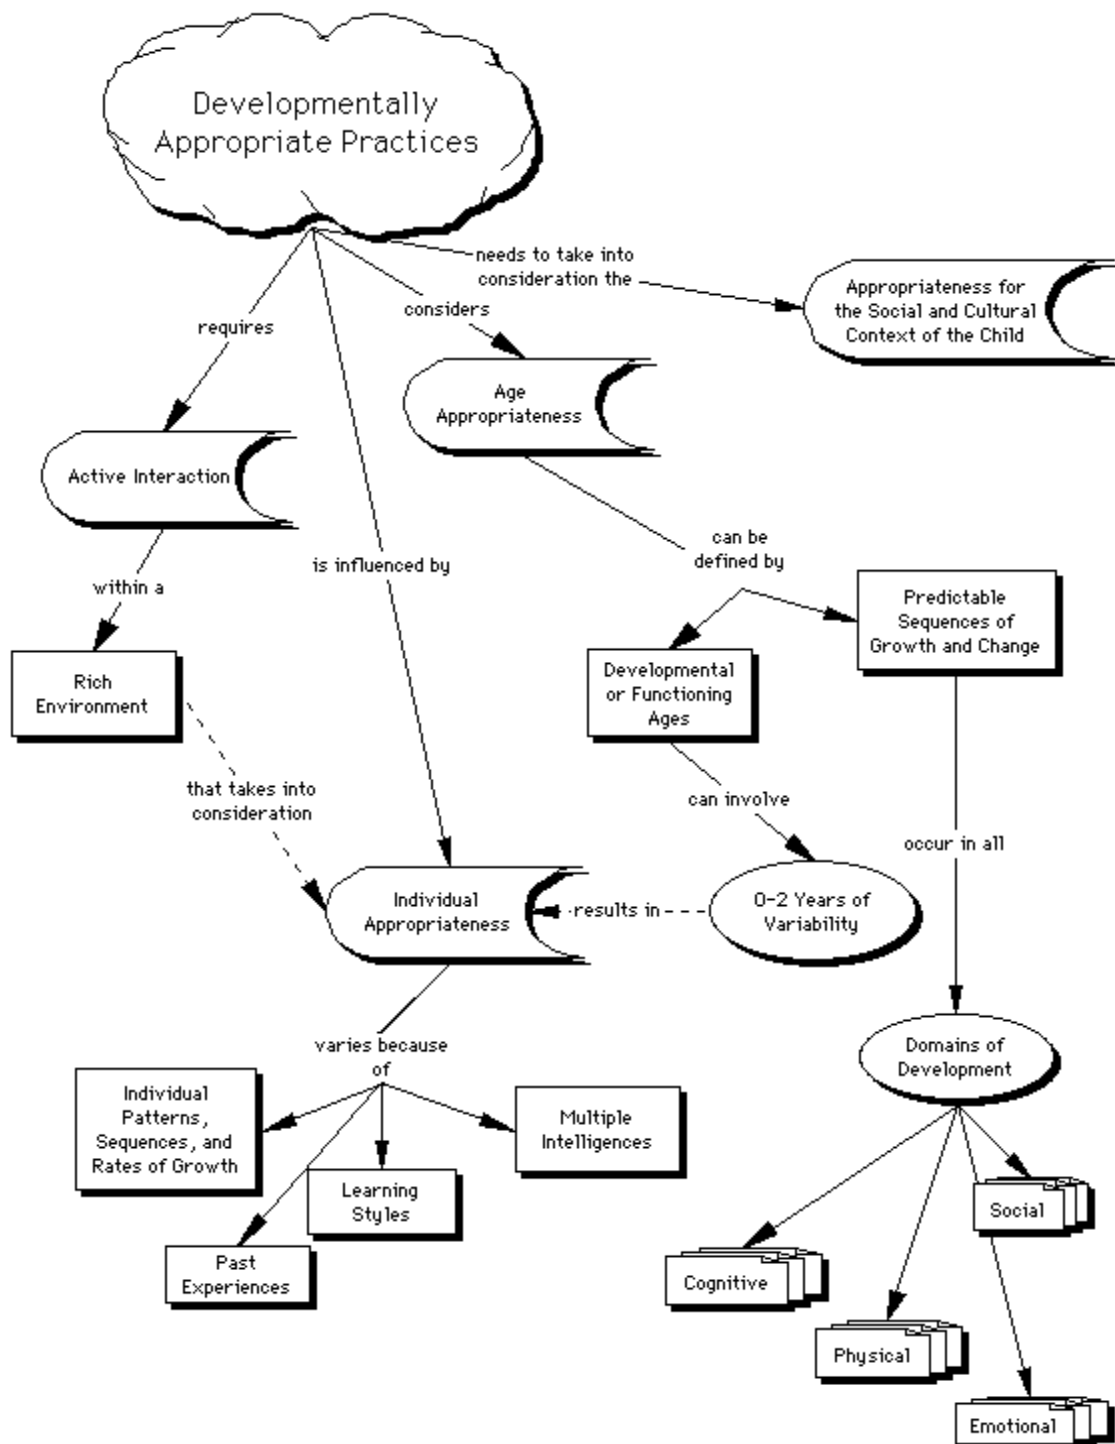 Developmentally
Appropriate Practices
needs to take into
consideration the
Appropriateness for
the Social and Cultural
Context of the Child
considers
requires
Age
Appropriateness
Active Interaction
can be
defined by
is influenced by
within a
Predictable
Sequences of
Growth and Change
Rich
Environment
Developmental
or Functioning
Ages
that takes into
consideration
can involve
occur in all
Individual
Appropriateness
results in
0-2 Years of
Variability
varies because
of
Domains of
Development
Individual
Patterns,
Sequences, and
Rates of Growth
Multiple
Intelligences
Learning
Styles
Past
Experiences
Social
Cognitive
Physical
Emotional